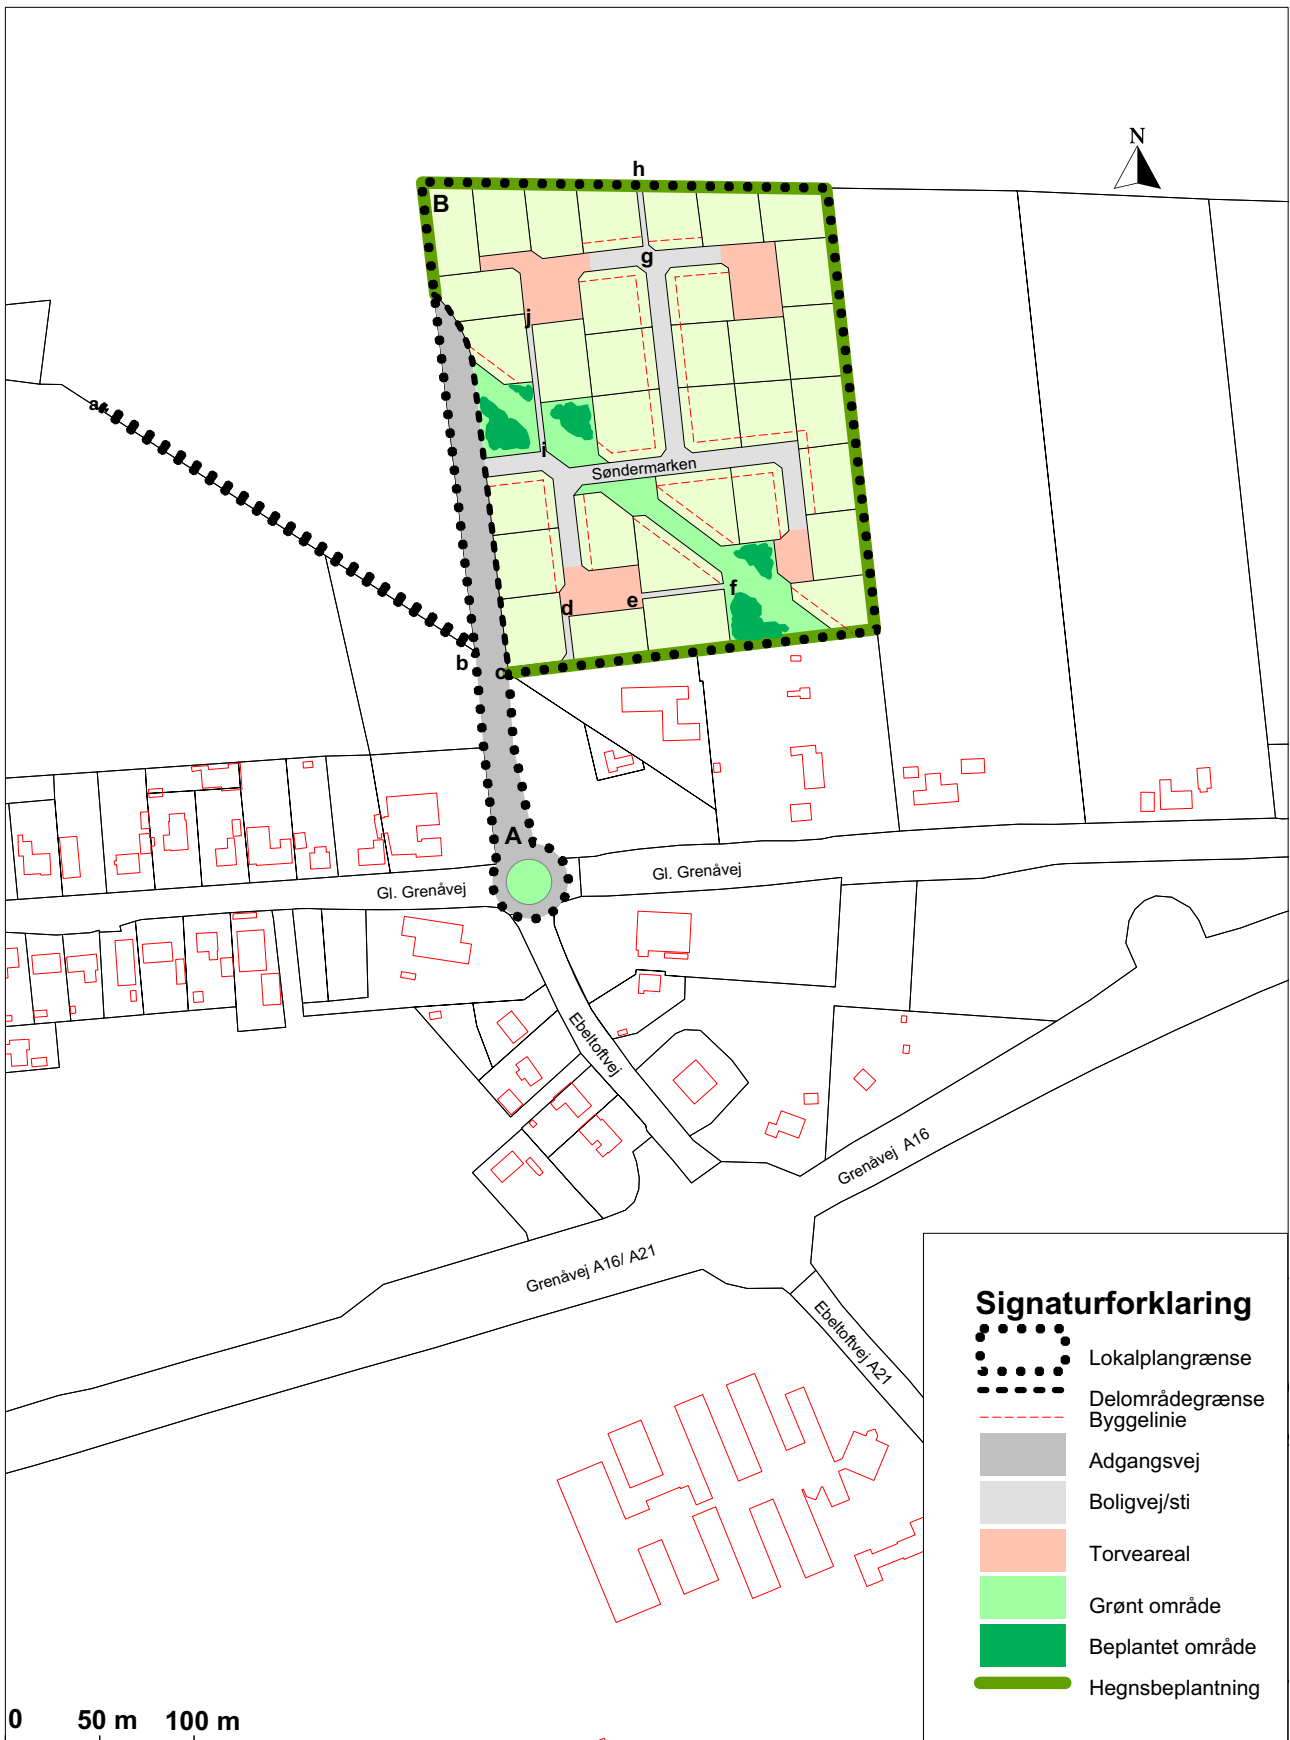 N
h
B
g
j
a
i
Søndermarken
f
e
d
b
c
A
Gl. Grenåvej
Gl. Grenåvej
Ebeltoftvej
Grenåvej A16
Grenåvej A16/ A21
Ebeltoftvej A21
Signaturforklaring
Lokalplangrænse
Delområdegrænse
Byggelinie
Adgangsvej
Boligvej/sti
Torveareal
Grønt område
Beplantet område
Hegnsbeplantning
0 50 m 100 m